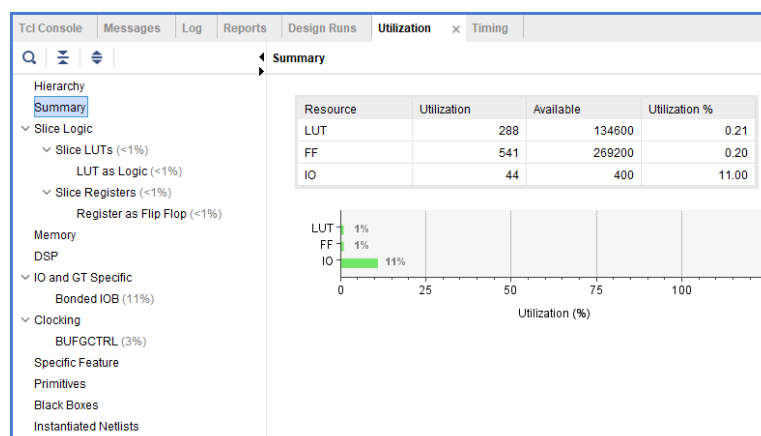 Tcl Console Messages Log Reports Design Runs Utilization × Timing
Summary
Hierarchy
Summary
Slice Logic
Slice LUTs (<1%)
LUT as Logic (<1%)
Slice Registers (<1%)
Register as Flip Flop (<1%)
Memory
DSP
IO and GT Specific
Bonded IOB (11%)
Clocking
BUFGCTRL (3%)
Specific Feature
Primitives
Black Boxes
Instantiated Netlists
Resource Utilization Available Utilization %
LUT 288 134600 0.21
FF 541 269200 0.20
IO 44 400 11.00
LUT 1%
FF 1%
IO 11%
0 25 50 75 100
Utilization (%)